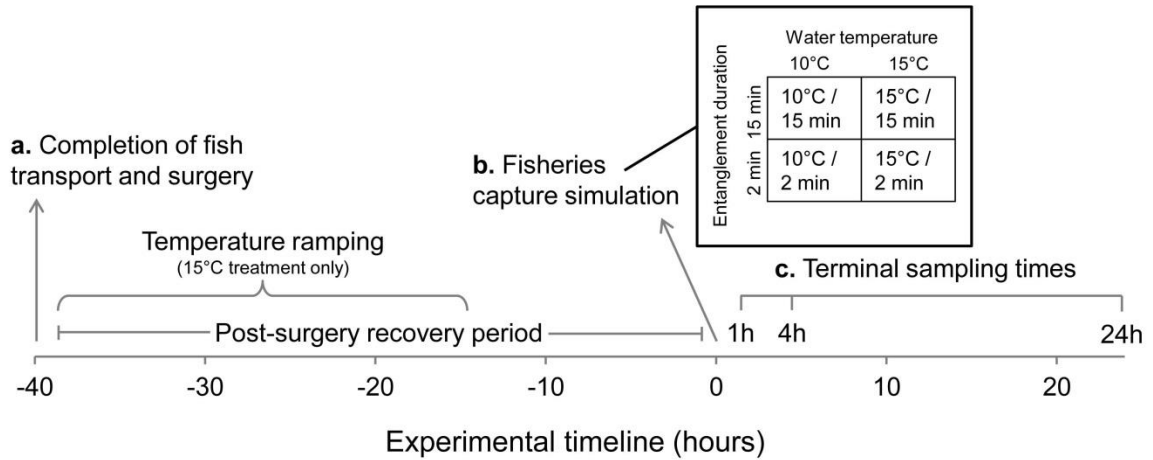 Water temperature
10°C 15°C
Entanglement duration
15 min
2 min
10°C /
15 min
15°C /
15 min
10°C /
2 min
15°C /
2 min
a. Completion of fish
transport and surgery
b. Fisheries
capture simulation
Temperature ramping
(15°C treatment only)
c. Terminal sampling times
Post-surgery recovery period
1h 4h 24h
-40 -30 -20 -10 0 10 20
Experimental timeline (hours)